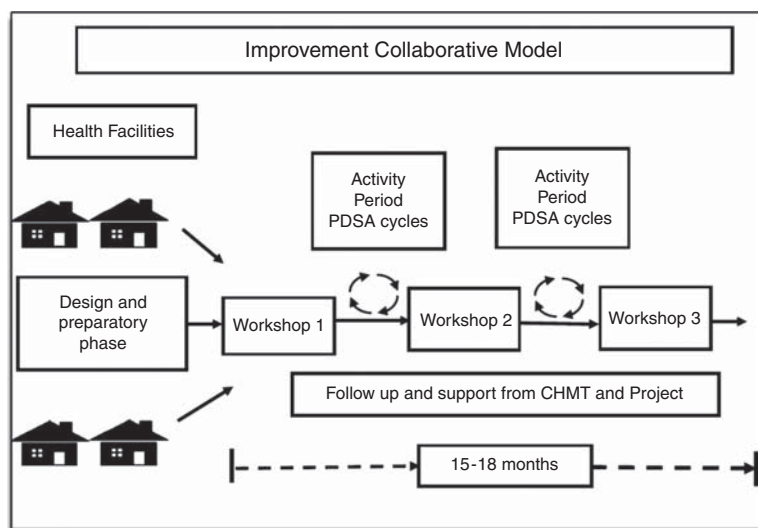 Improvement Collaborative Model
Health Facilities
Activity
Period
PDSA cycles
Activity
Period
PDSA cycles
Design and
preparatory
phase
Workshop 1
Workshop 2
Workshop 3
Follow up and support from CHMT and Project
15-18 months